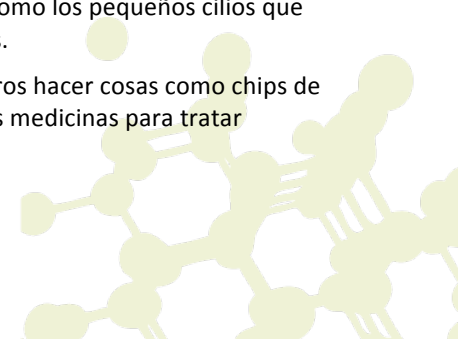 omo los pequeños cilios que
s.
ros hacer cosas como chips de
s medicinas para tratar